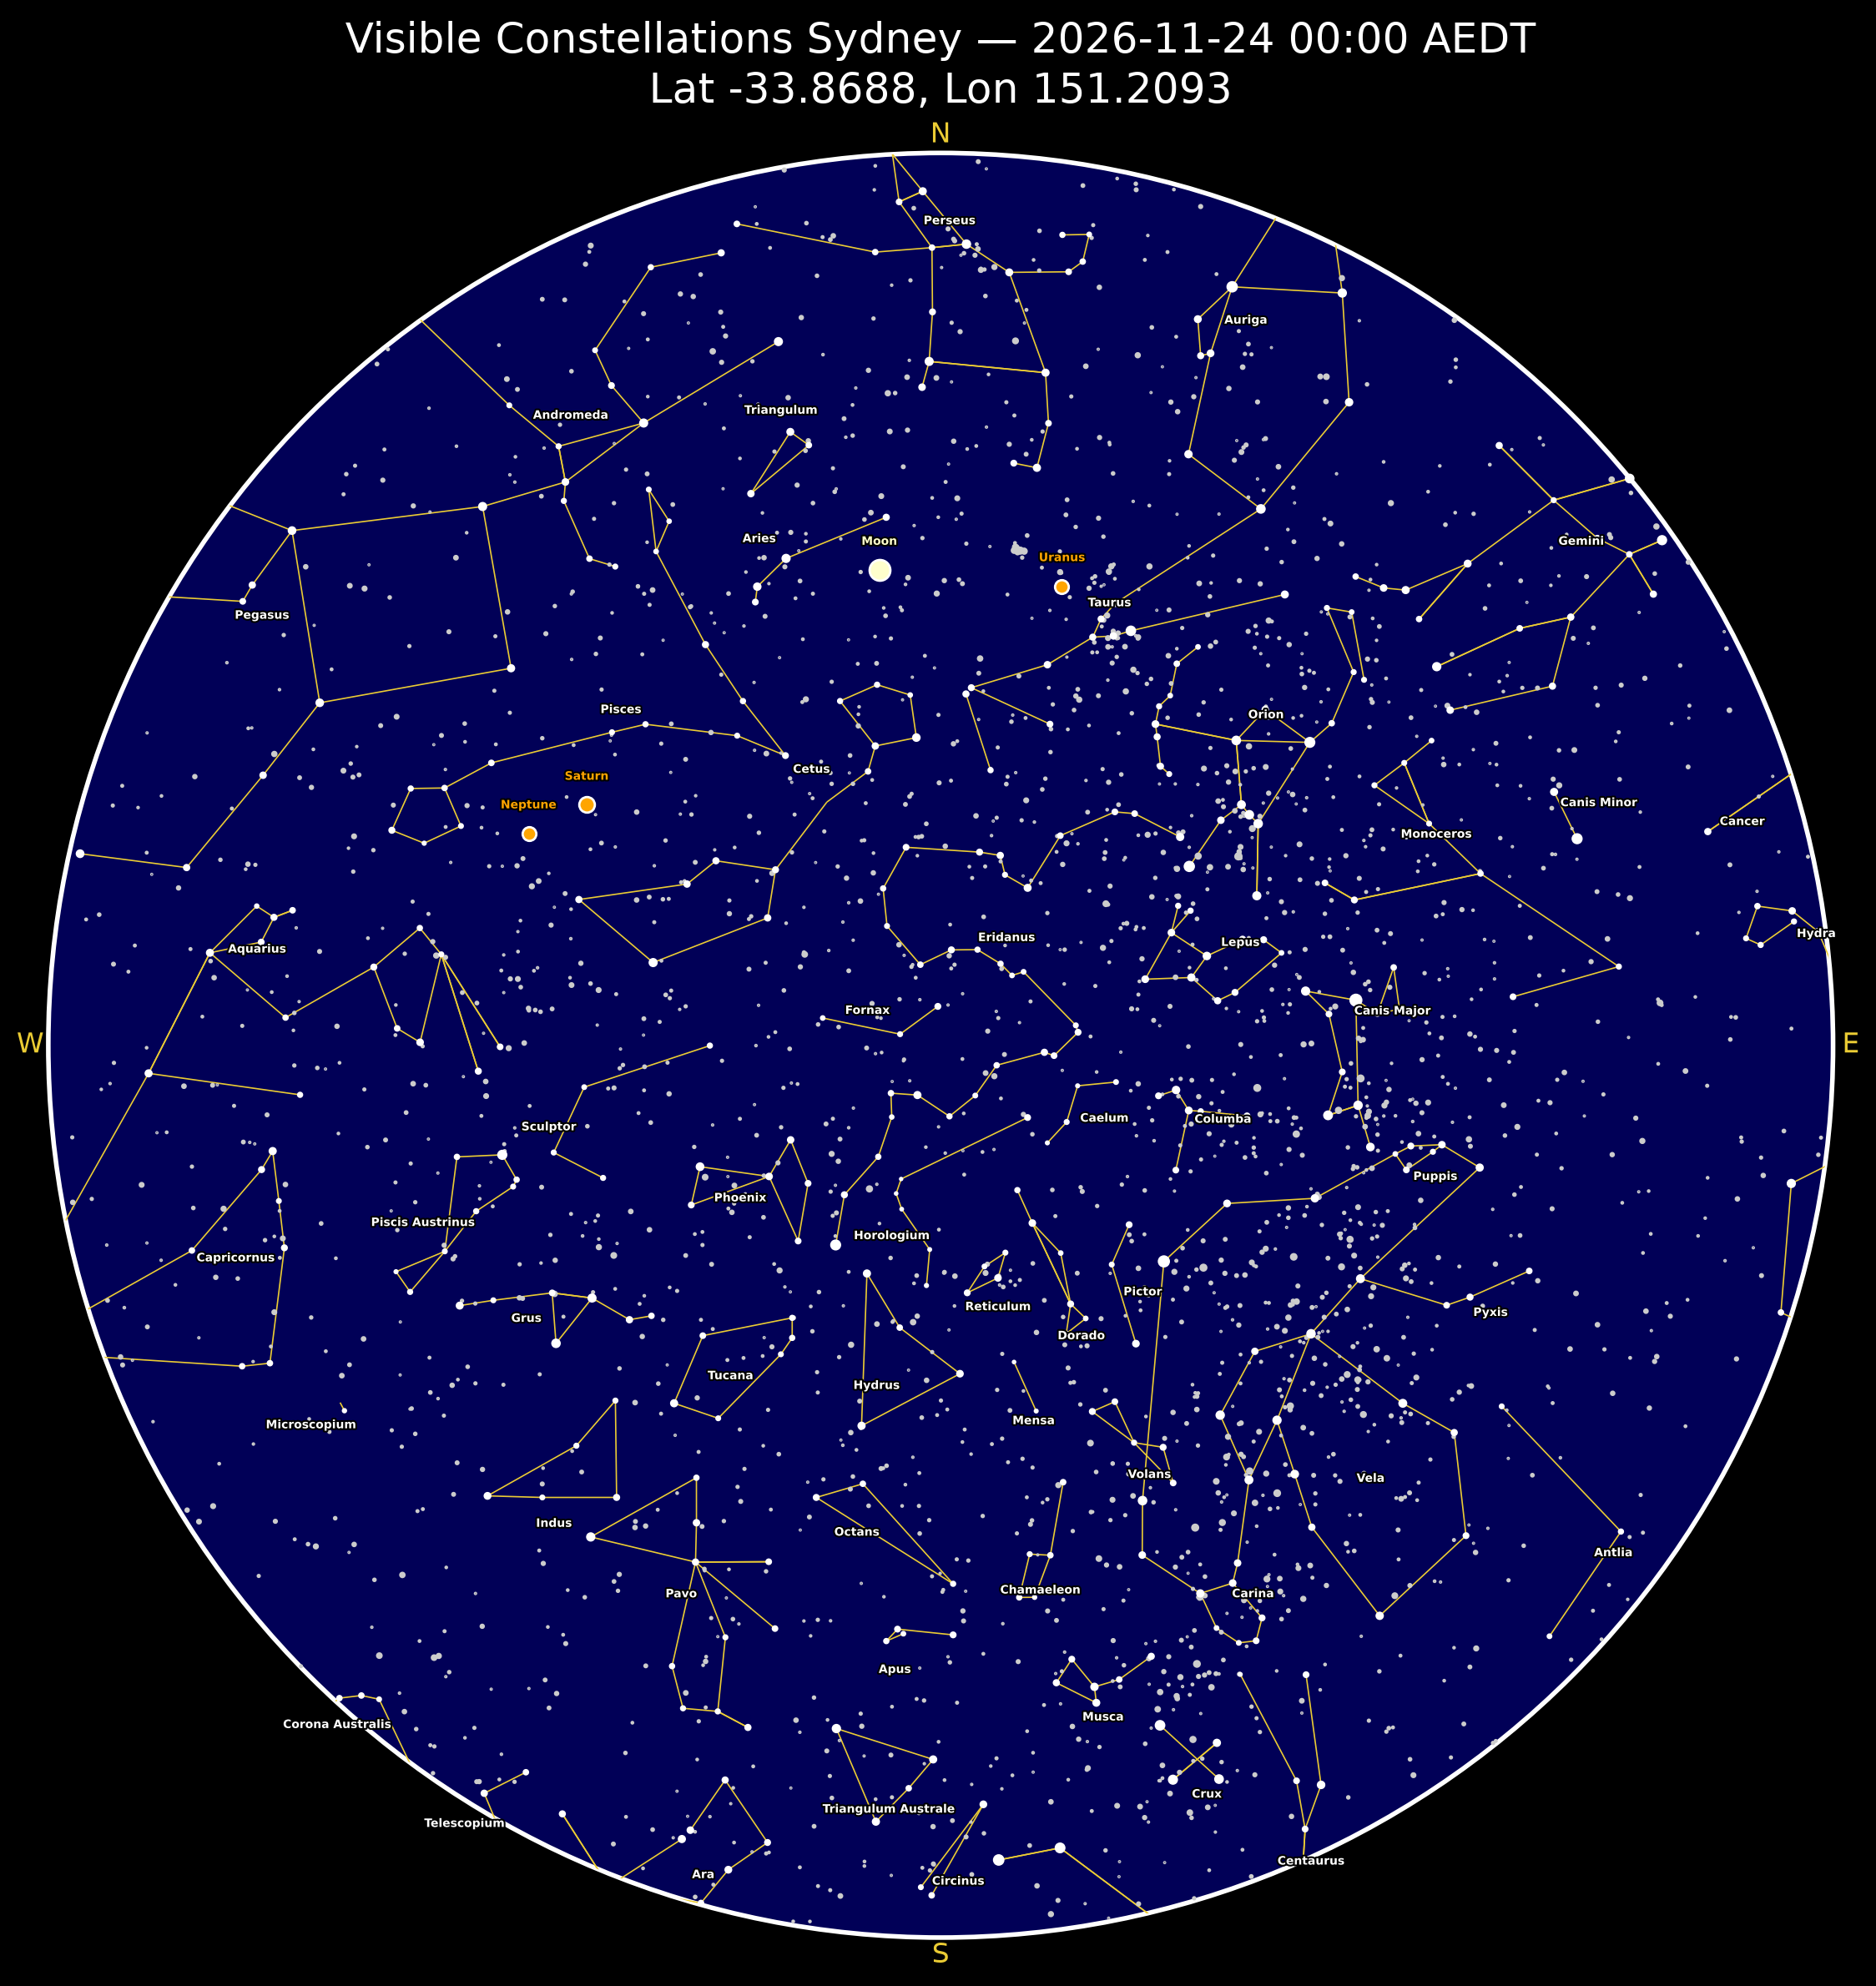 Visible Constellations Sydney — 2026-11-24 00:00 AEDT
Lat -33.8688, Lon 151.2093
N
Perseus
Auriga
Triangulum
Andromeda
Aries
Moon
Gemini
Uranus
Taurus
Pegasus
Pisces
Orion
Cetus
Saturn
Canis Minor
Neptune
Cancer
Monoceros
Hydra
Eridanus
Lepus
Aquarius
Fornax
Canis Major
W
E
Caelum
Columba
Sculptor
Puppis
Phoenix
Piscis Austrinus
Horologium
Capricornus
Pictor
Reticulum
Pyxis
Grus
Dorado
Tucana
Hydrus
Mensa
Microscopium
Volans
Vela
Indus
Octans
Antlia
Chamaeleon
Pavo
Carina
Apus
Musca
Corona Australis
Crux
Triangulum Australe
Telescopium
Centaurus
Ara
Circinus
S